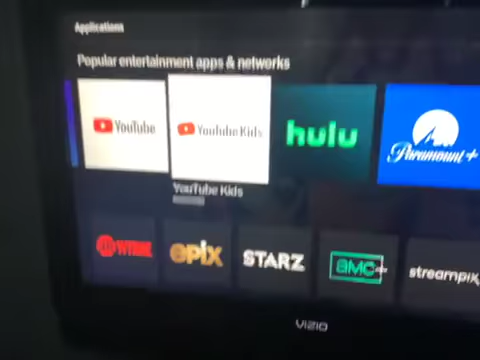 Applications
Popular entertainment apps & networks
YouTube
YouTube Kids
hulu
Paramount+
YouTube Kids
SHOWTIME
epix
STARZ
AMC+
streampix
VIZIO